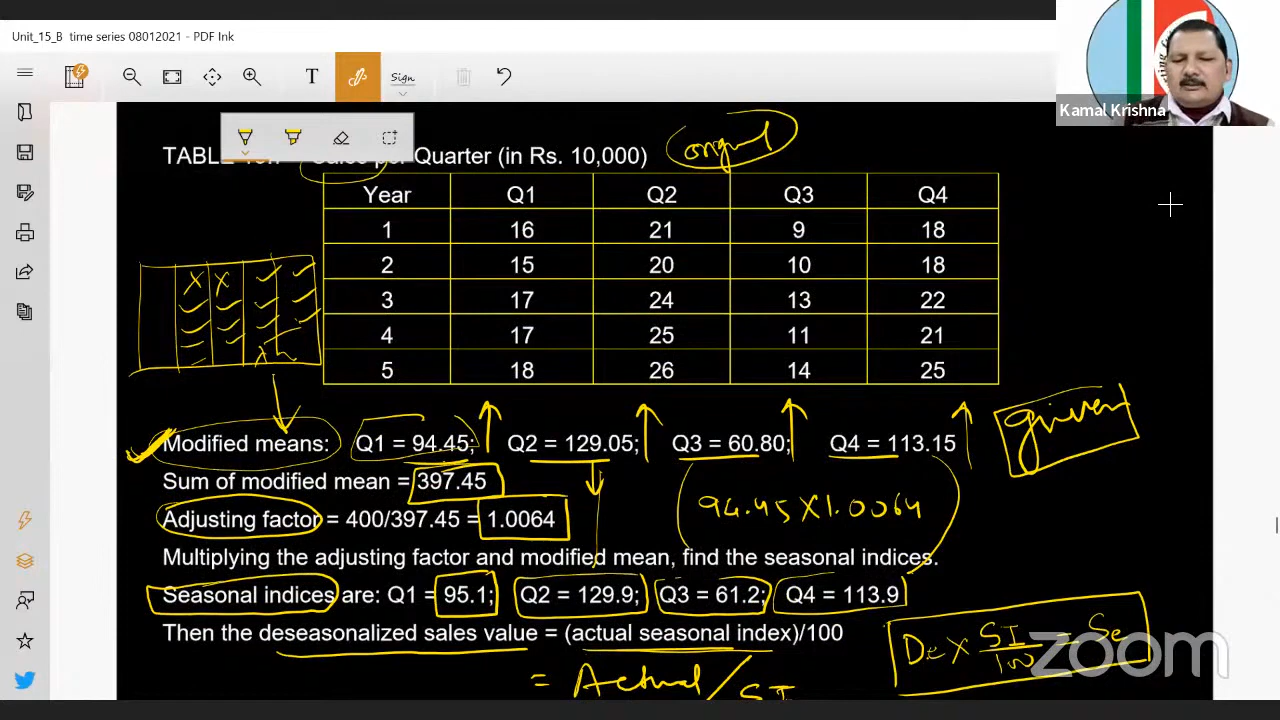 Unit_15_B time series 08012021 - PDF Ink
T
Sign
Kamal Krishna
Sales per Quarter (in Rs. 10,000)
original
Year Q1 Q2 Q3 Q4
1 16 21 9 18
2 15 20 10 18
3 17 24 13 22
4 17 25 11 21
5 18 26 14 25
given
Modified means: Q1 = 94.45; Q2 = 129.05; Q3 = 60.80; Q4 = 113.15
Sum of modified mean = 397.45
94.45 X 1.0064
Adjusting factor = 400/397.45 = 1.0064
Multiplying the adjusting factor and modified mean, find the seasonal indices.
Seasonal indices are: Q1 = 95.1; Q2 = 129.9; Q3 = 61.2; Q4 = 113.9
Then the deseasonalized sales value = (actual seasonal index)/100
De x SI/100 = Se
zoom
= Actual / SI